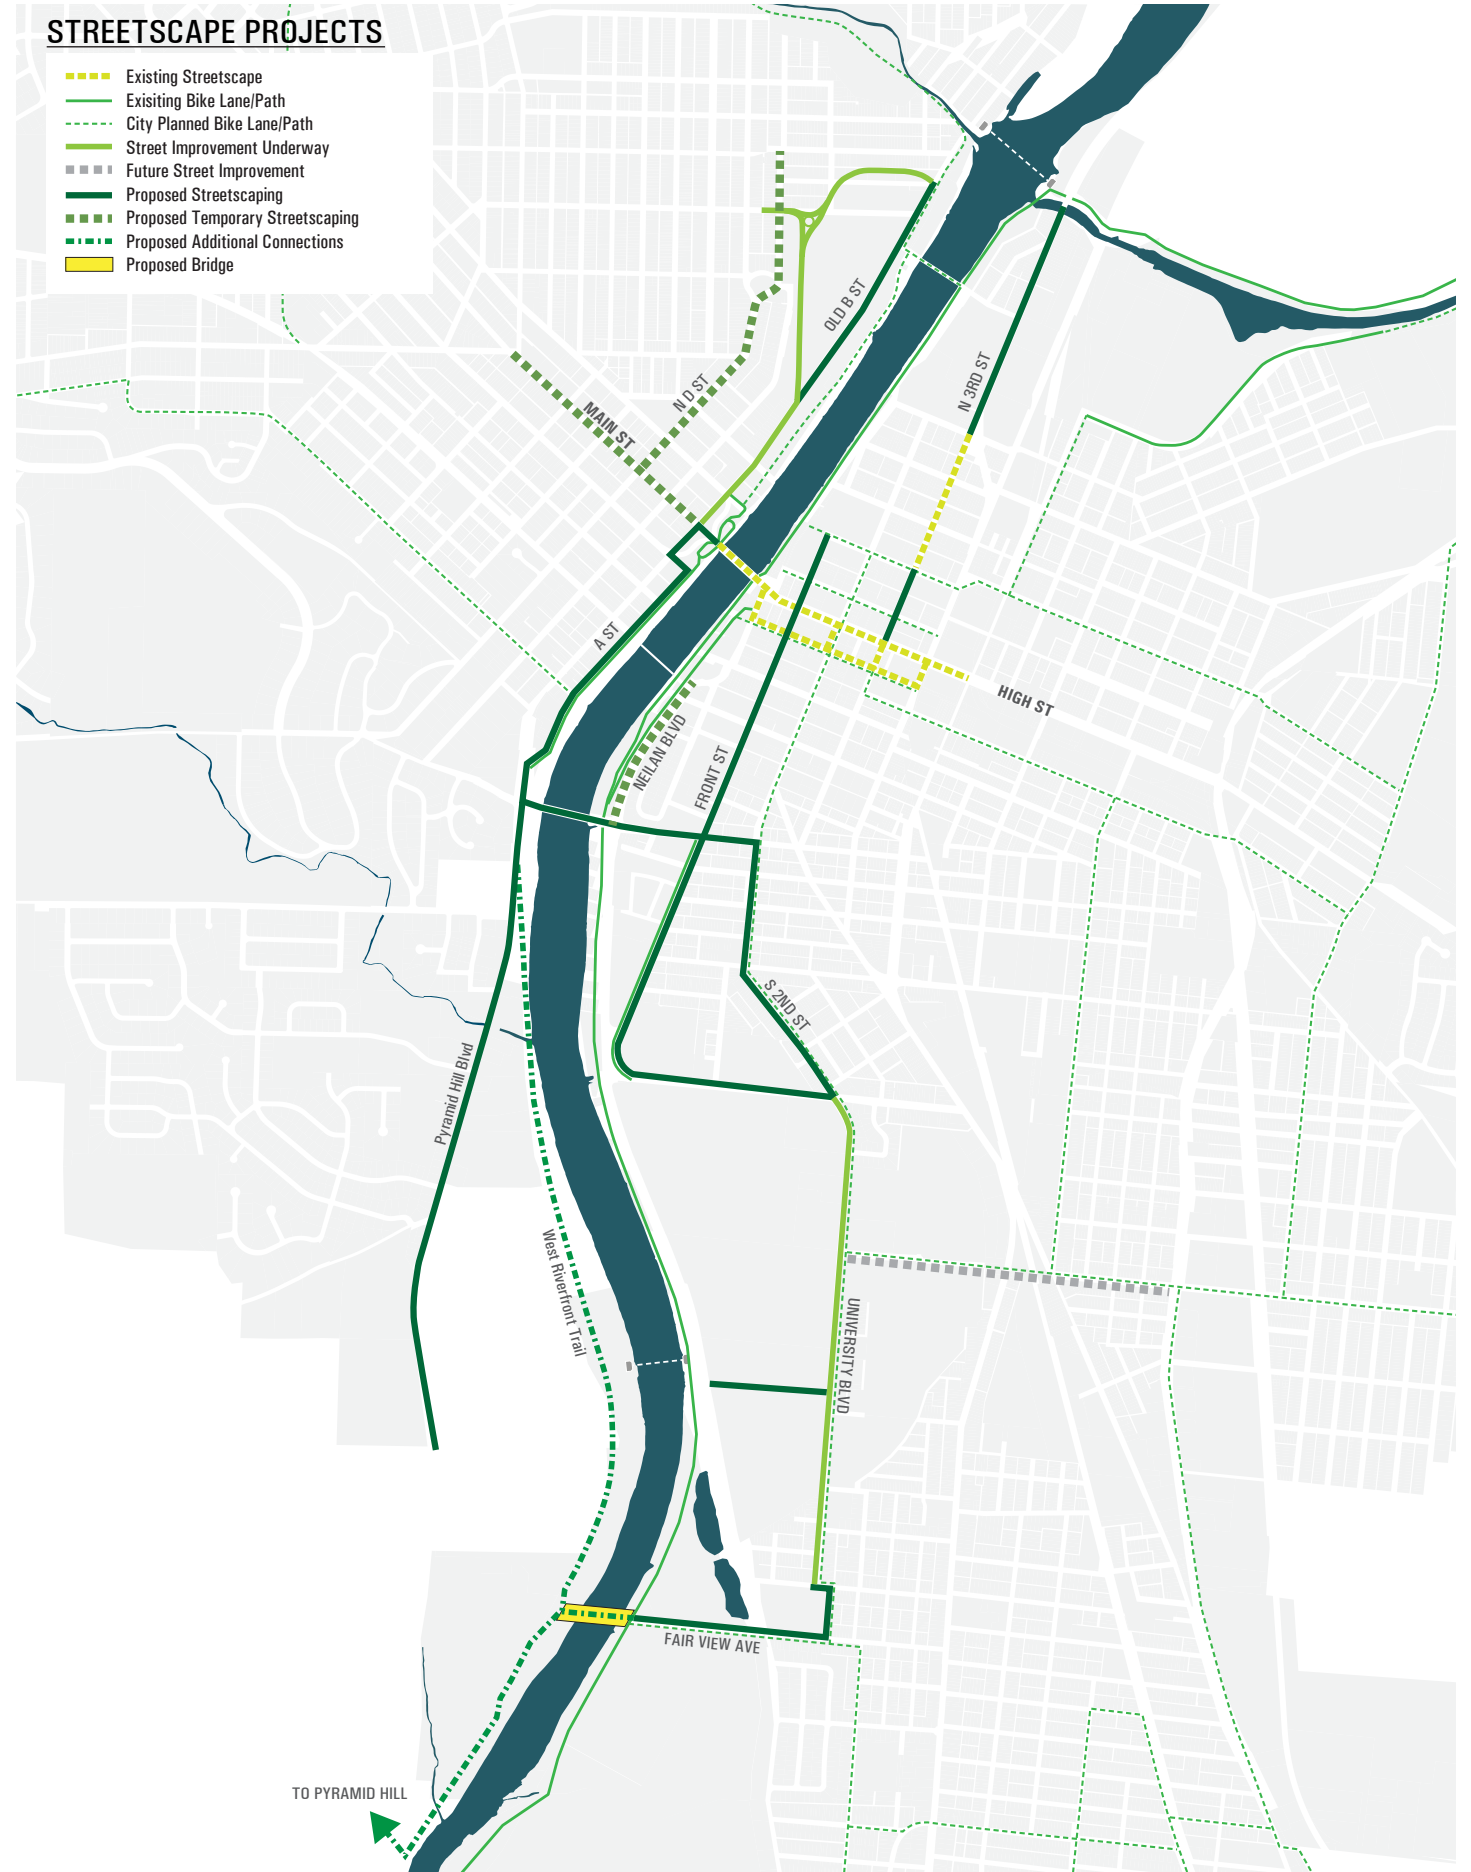 STREETSCAPE PROJECTS
Existing Streetscape
Exisiting Bike Lane/Path
City Planned Bike Lane/Path
Street Improvement Underway
Future Street Improvement
Proposed Streetscaping
Proposed Temporary Streetscaping
Proposed Additional Connections
Proposed Bridge
OLD B ST
N 3RD ST
N D ST
MAIN ST
A ST
HIGH ST
NEILAN BLVD
FRONT ST
S 2ND ST
Pyramid Hill Blvd
West Riverfront Trail
UNIVERSITY BLVD
FAIR VIEW AVE
TO PYRAMID HILL